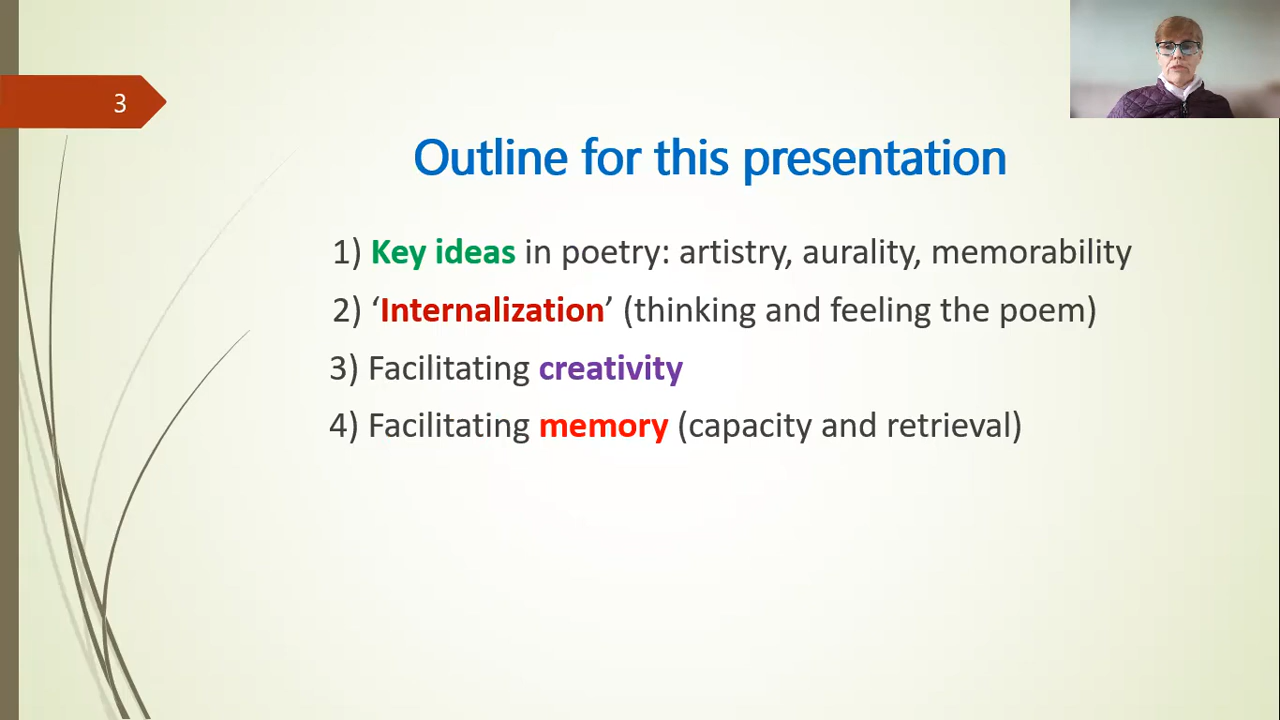 3
Outline for this presentation
1) Key ideas in poetry: artistry, aurality, memorability
2) ‘Internalization’ (thinking and feeling the poem)
3) Facilitating creativity
4) Facilitating memory (capacity and retrieval)